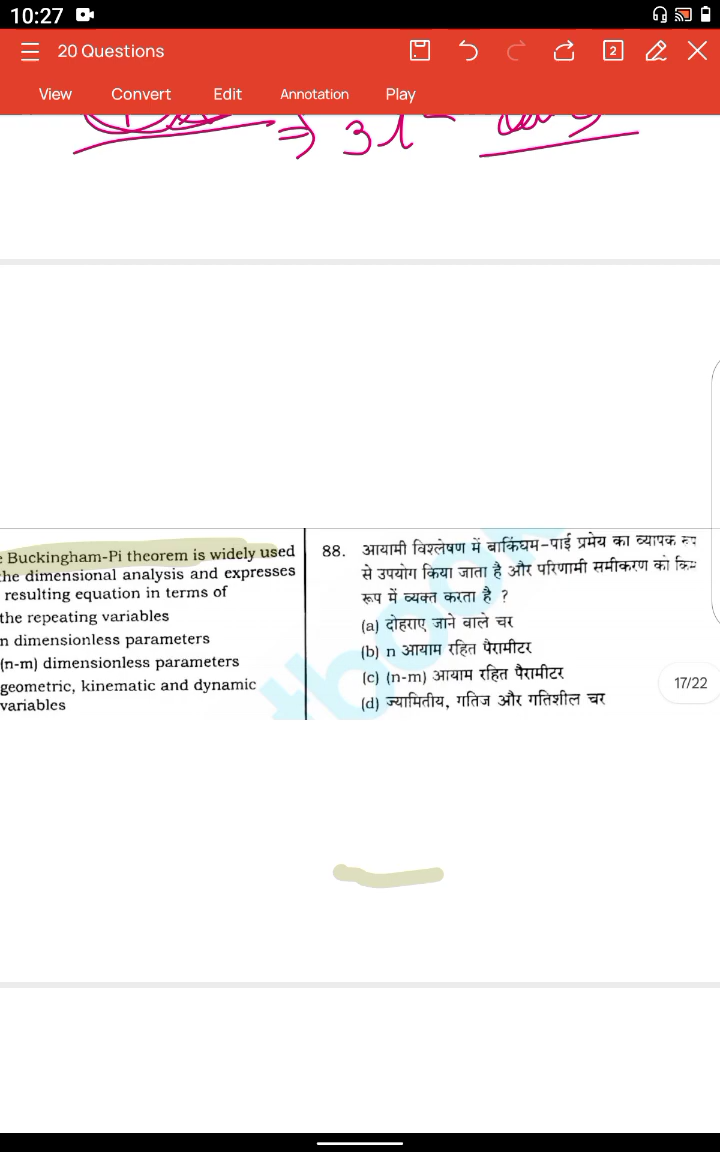 10:27
20 Questions
2
View Convert Edit Annotation Play
⇒ 3l
Buckingham-Pi theorem is widely used
the dimensional analysis and expresses
resulting equation in terms of
the repeating variables
n dimensionless parameters
(n-m) dimensionless parameters
geometric, kinematic and dynamic
variables
88. आयामी विश्लेषण में बाकिंघम-पाई प्रमेय का व्यापक रूप
से उपयोग किया जाता है और परिणामी समीकरण को
रूप में व्यक्त करता है ?
(a) दोहराए जाने वाले चर
(b) n आयाम रहित पैरामीटर
(c) (n-m) आयाम रहित पैरामीटर
(d) ज्यामितीय, गतिज और गतिशील चर
17/22